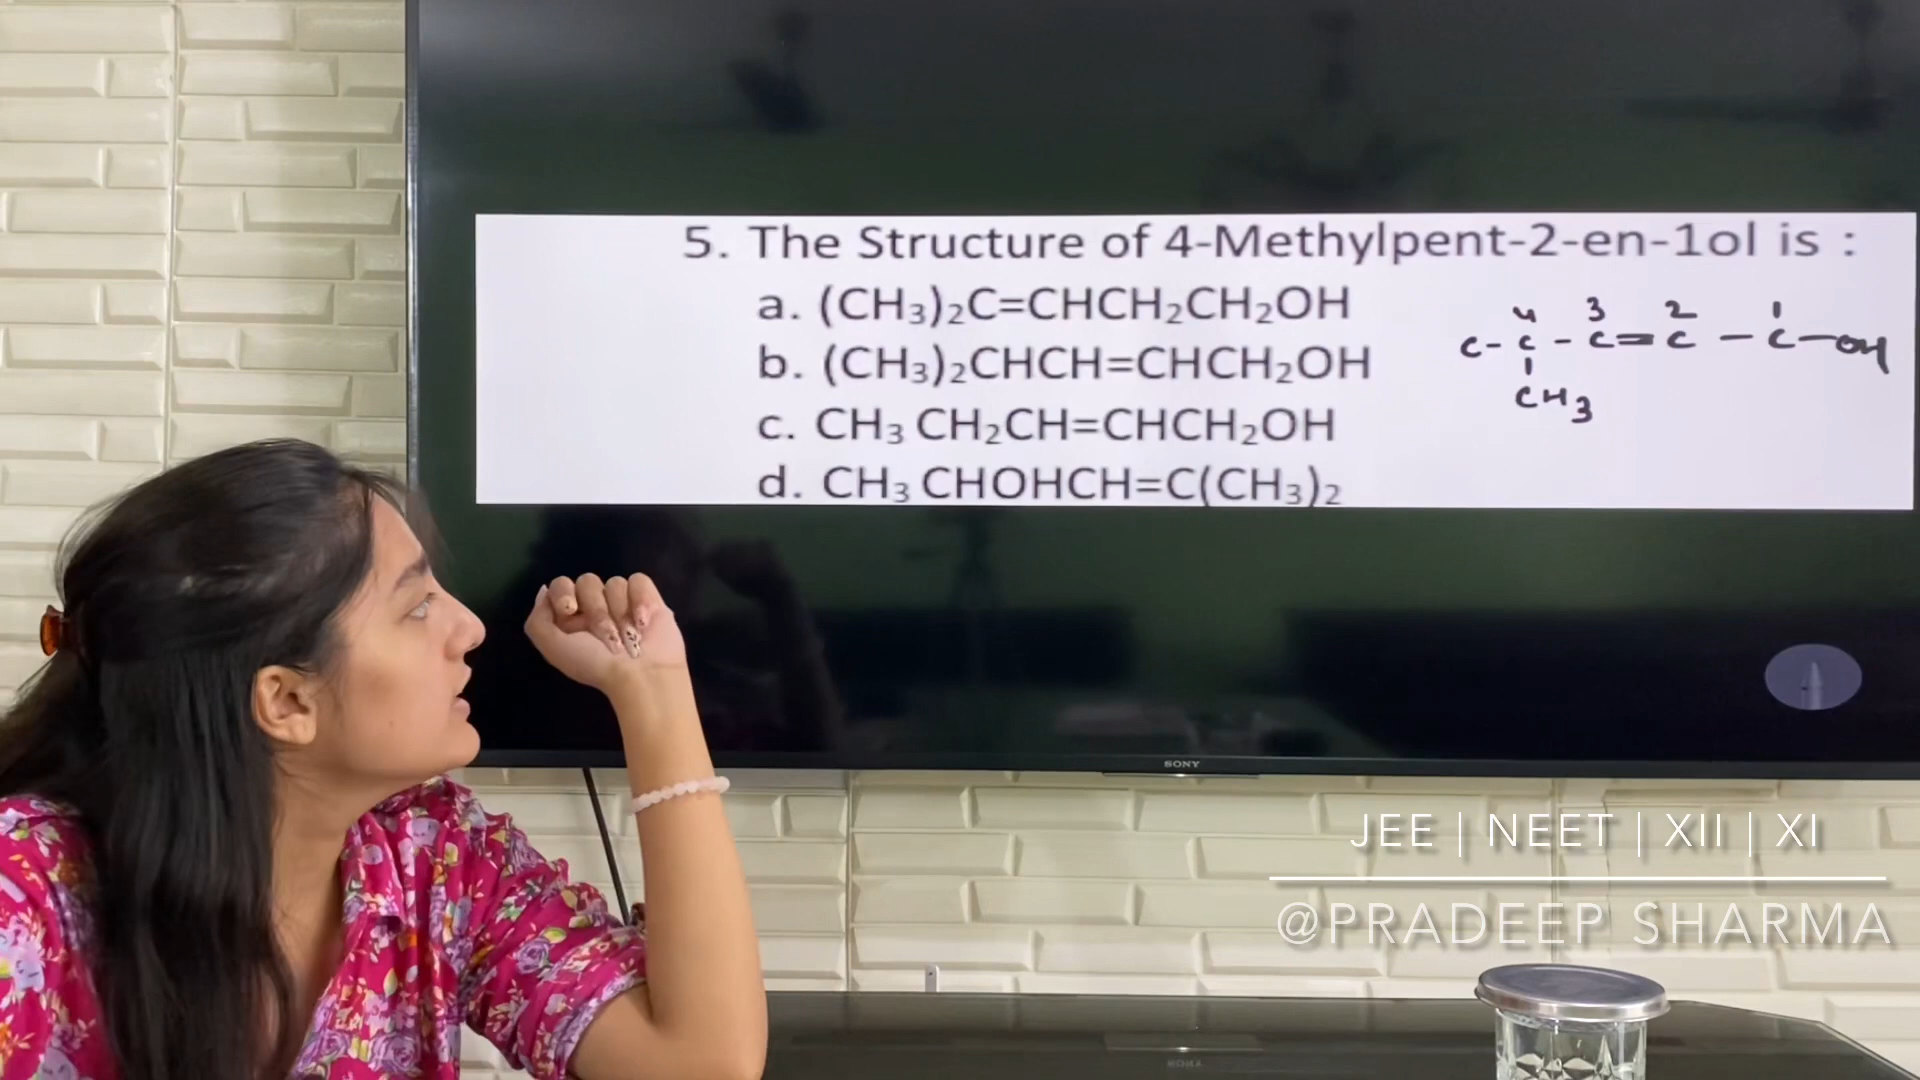 5. The Structure of 4-Methylpent-2-en-1ol is :
a. (CH₃)₂C=CHCH₂CH₂OH
b. (CH₃)₂CHCH=CHCH₂OH
c. CH₃ CH₂CH=CHCH₂OH
d. CH₃ CHOHCH=C(CH₃)₂
4 3 2 1
C-C-C=C-C-OH
CH₃
SONY
JEE | NEET | XII | XI
@PRADEEP SHARMA